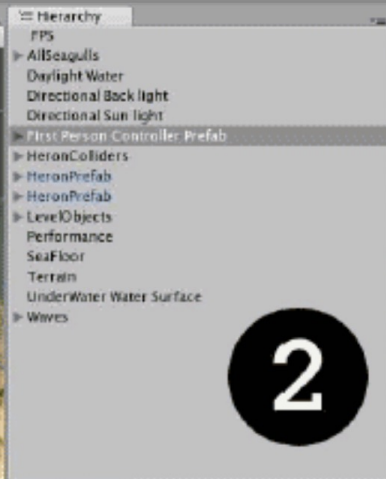 Hierarchy
FPS
AllSeagulls
Daylight Water
Directional Back light
Directional Sun light
First Person Controller Prefab
HeronColliders
HeronPrefab
HeronPrefab
LevelObjects
Performance
SeaFloor
Terrain
UnderWater Water Surface
Waves
2